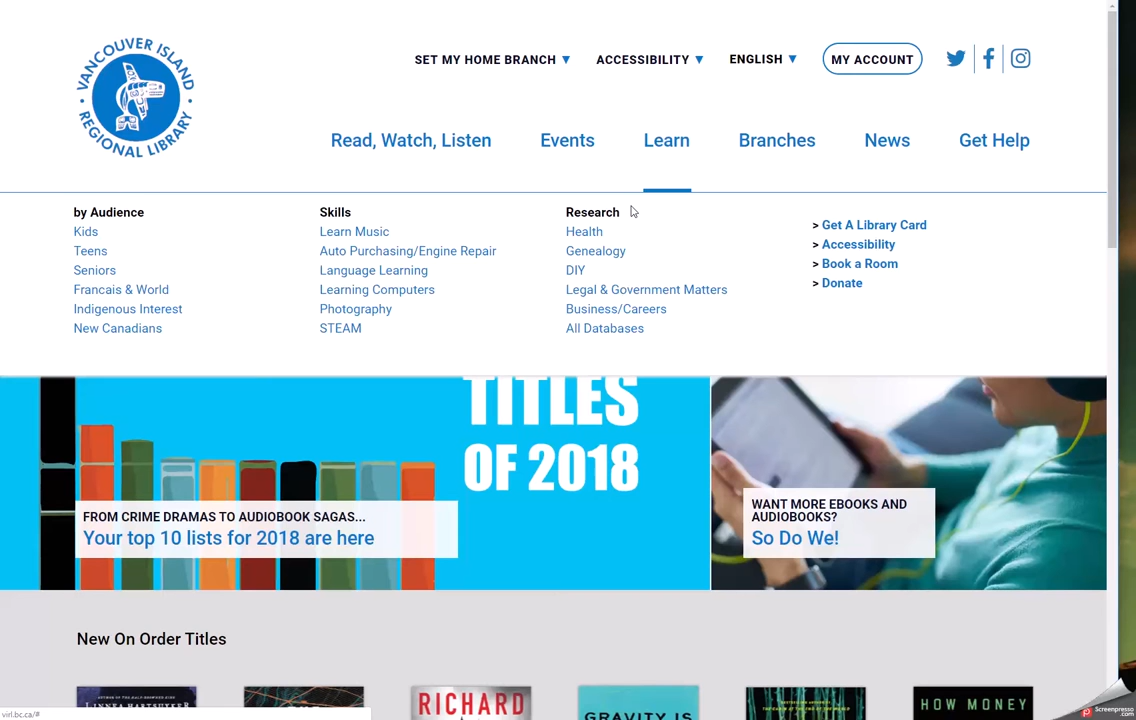 VANCOUVER ISLAND
REGIONAL LIBRARY
SET MY HOME BRANCH ▼
ACCESSIBILITY ▼
ENGLISH ▼
MY ACCOUNT
Read, Watch, Listen
Events
Learn
Branches
News
Get Help
by Audience
Kids
Teens
Seniors
Francais & World
Indigenous Interest
New Canadians
Skills
Learn Music
Auto Purchasing/Engine Repair
Language Learning
Learning Computers
Photography
STEAM
Research
Health
Genealogy
DIY
Legal & Government Matters
Business/Careers
All Databases
> Get A Library Card
> Accessibility
> Book a Room
> Donate
TITLES
OF 2018
FROM CRIME DRAMAS TO AUDIOBOOK SAGAS...
Your top 10 lists for 2018 are here
WANT MORE EBOOKS AND
AUDIOBOOKS?
So Do We!
New On Order Titles
LINNEA HARTSUYKER
RICHARD
GRAVITY IS
HOW MONEY
virl.bc.ca/#
Screenpresso
.com